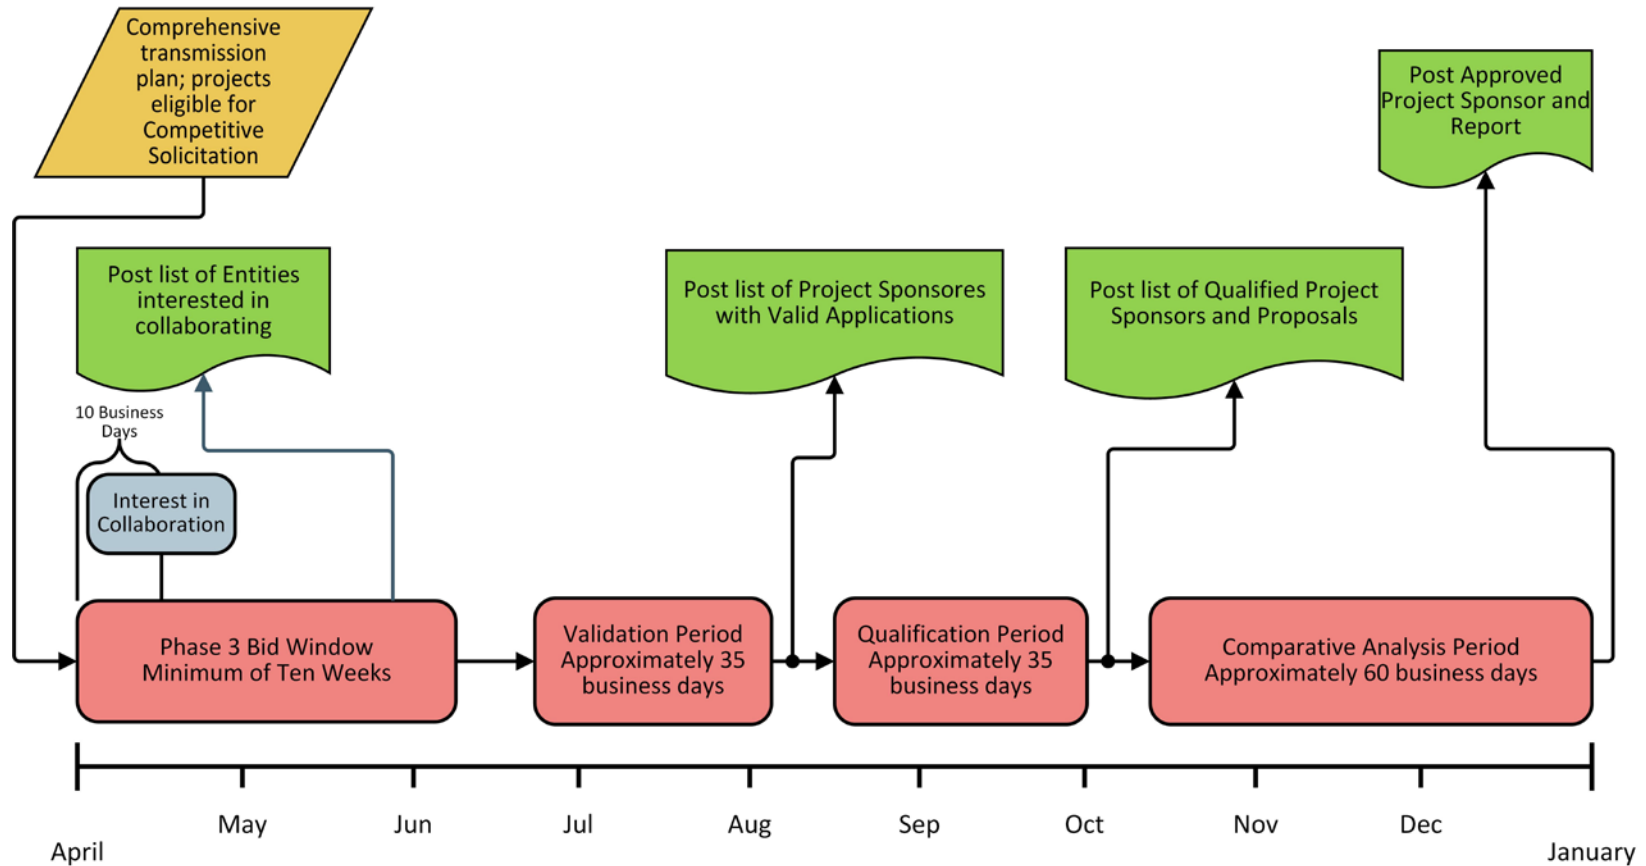 Comprehensive
transmission
plan; projects
eligible for
Competitive
Solicitation
Post Approved
Project Sponsor and
Report
Post list of Entities
interested in
collaborating
Post list of Project Sponsores
with Valid Applications
Post list of Qualified Project
Sponsors and Proposals
10 Business
Days
Interest in
Collaboration
Phase 3 Bid Window
Minimum of Ten Weeks
Validation Period
Approximately 35
business days
Qualification Period
Approximately 35
business days
Comparative Analysis Period
Approximately 60 business days
April
May
Jun
Jul
Aug
Sep
Oct
Nov
Dec
January